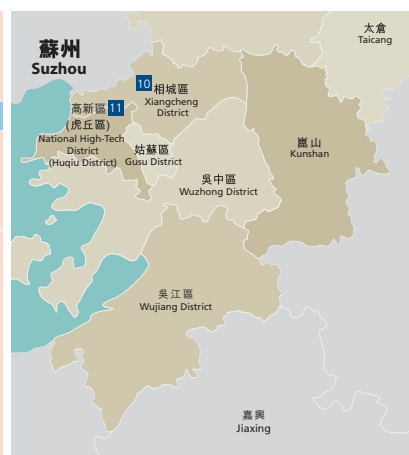 蘇州
Suzhou
太倉
Taicang
10 相城區
Xiangcheng
District
高新區 11
(虎丘區)
National High-Tech
District
(Huqiu District)
姑蘇區
Gusu District
吳中區
Wuzhong District
崑山
Kunshan
吳江區
Wujiang District
嘉興
Jiaxing